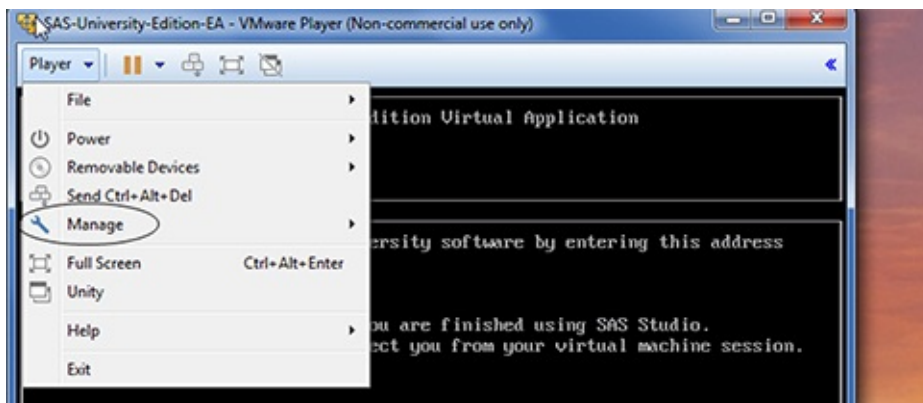 SAS-University-Edition-EA - VMware Player (Non-commercial use only)
Player
File
Power
Removable Devices
Send Ctrl+Alt+Del
Manage
Full Screen Ctrl+Alt+Enter
Unity
Help
Exit
dition Virtual Application
ersity software by entering this address
ou are finished using SAS Studio.
ect you from your virtual machine session.